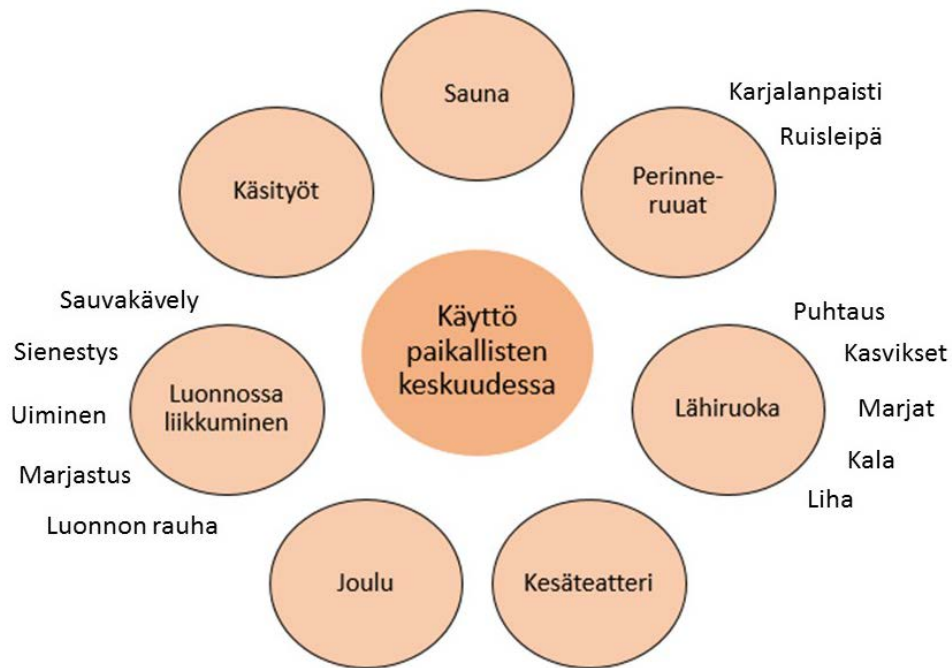 Sauna
Karjalanpaisti
Ruisleipä
Perinne-
ruuat
Käsityöt
Käyttö
paikallisten
keskuudessa
Puhtaus
Kasvikset
Lähiruoka
Marjat
Kala
Liha
Sauvakävely
Sienestys
Luonnossa
liikkuminen
Uiminen
Marjastus
Luonnon rauha
Joulu
Kesäteatteri